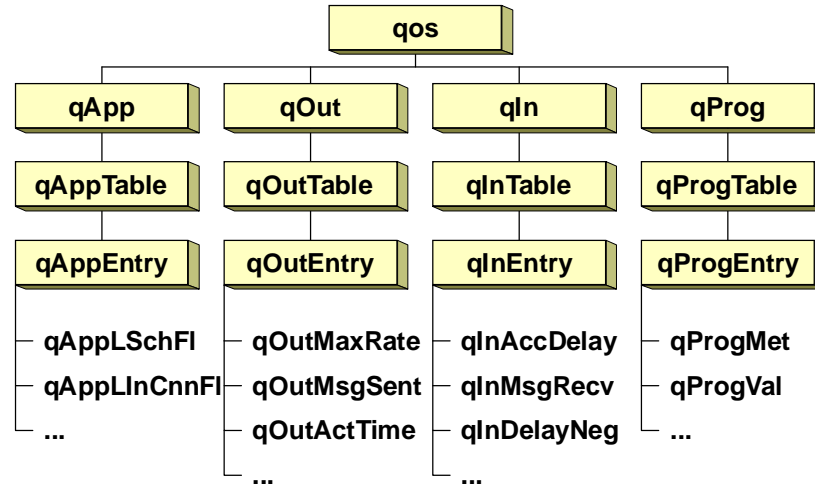 qos
qApp qOut qIn qProg
qAppTable qOutTable qInTable qProgTable
qAppEntry qOutEntry qInEntry qProgEntry
qAppLSchFl qOutMaxRate qInAccDelay qProgMet
qAppLInCnnFl qOutMsgSent qInMsgRecv qProgVal
... qOutActTime qInDelayNeg ...
... ...